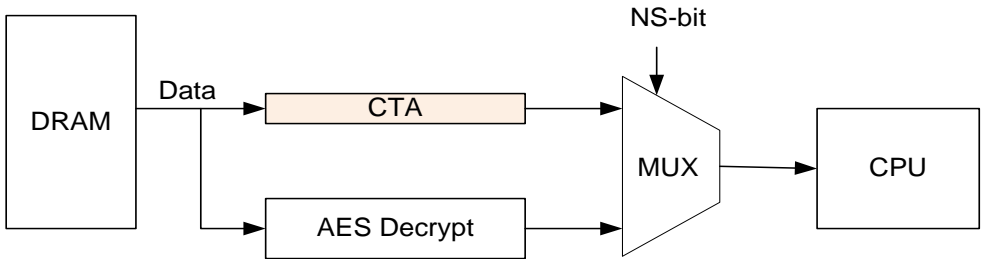 NS-bit
Data
DRAM
CTA
MUX
CPU
AES Decrypt